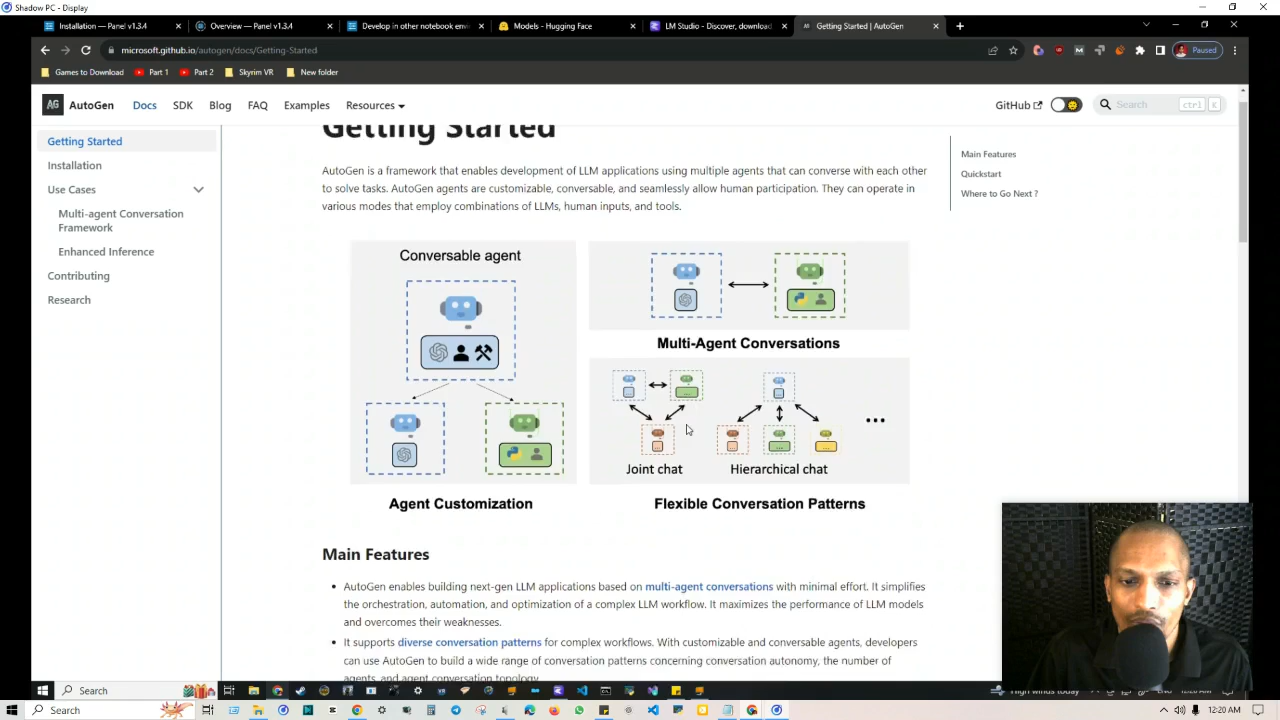 Shadow PC - Display
Installation — Panel v1.3.4
Overview — Panel v1.3.4
Develop in other notebook env
Models - Hugging Face
LM Studio - Discover, download
Getting Started | AutoGen
microsoft.github.io/autogen/docs/Getting-Started
Paused
Games to Download
Part 1
Part 2
Skyrim VR
New folder
AG
AutoGen
Docs
SDK
Blog
FAQ
Examples
Resources
GitHub
Search
ctrl
K
Getting Started
Installation
Use Cases
Multi-agent Conversation
Framework
Enhanced Inference
Contributing
Research
Getting Started
AutoGen is a framework that enables development of LLM applications using multiple agents that can converse with each other
to solve tasks. AutoGen agents are customizable, conversable, and seamlessly allow human participation. They can operate in
various modes that employ combinations of LLMs, human inputs, and tools.
Main Features
Quickstart
Where to Go Next ?
Conversable agent
Agent Customization
Multi-Agent Conversations
Joint chat
Hierarchical chat
...
Flexible Conversation Patterns
Main Features
AutoGen enables building next-gen LLM applications based on multi-agent conversations with minimal effort. It simplifies
the orchestration, automation, and optimization of a complex LLM workflow. It maximizes the performance of LLM models
and overcomes their weaknesses.
It supports diverse conversation patterns for complex workflows. With customizable and conversable agents, developers
can use AutoGen to build a wide range of conversation patterns concerning conversation autonomy, the number of
agents, and agent conversation topology.
Search
High winds today
Search
12:20 AM